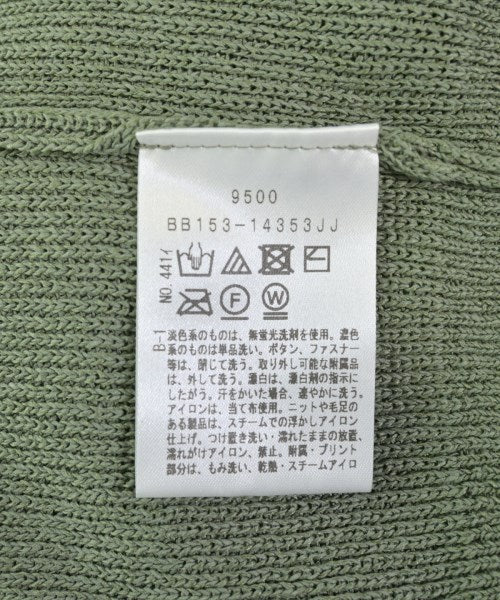 9500
BB153-14353JJ
NO.441イ
F W
B-1
淡色系のものは、無蛍光洗剤を使用。濃色
系のものは単品洗い。ボタン、ファスナー
等は、閉じて洗う。取り外し可能な附属品
は、外して洗う。漂白は、漂白剤の指示に
したがう。汗をかいた場合、速やかに洗う。
アイロンは、当て布使用。ニットや毛足の
ある製品は、スチームでの浮かしアイロン
仕上げ。つけ置き洗い・濡れたままの放置、
濡れがけアイロン、禁止。附属・プリント
部分は、もみ洗い、乾熱・スチームアイロ